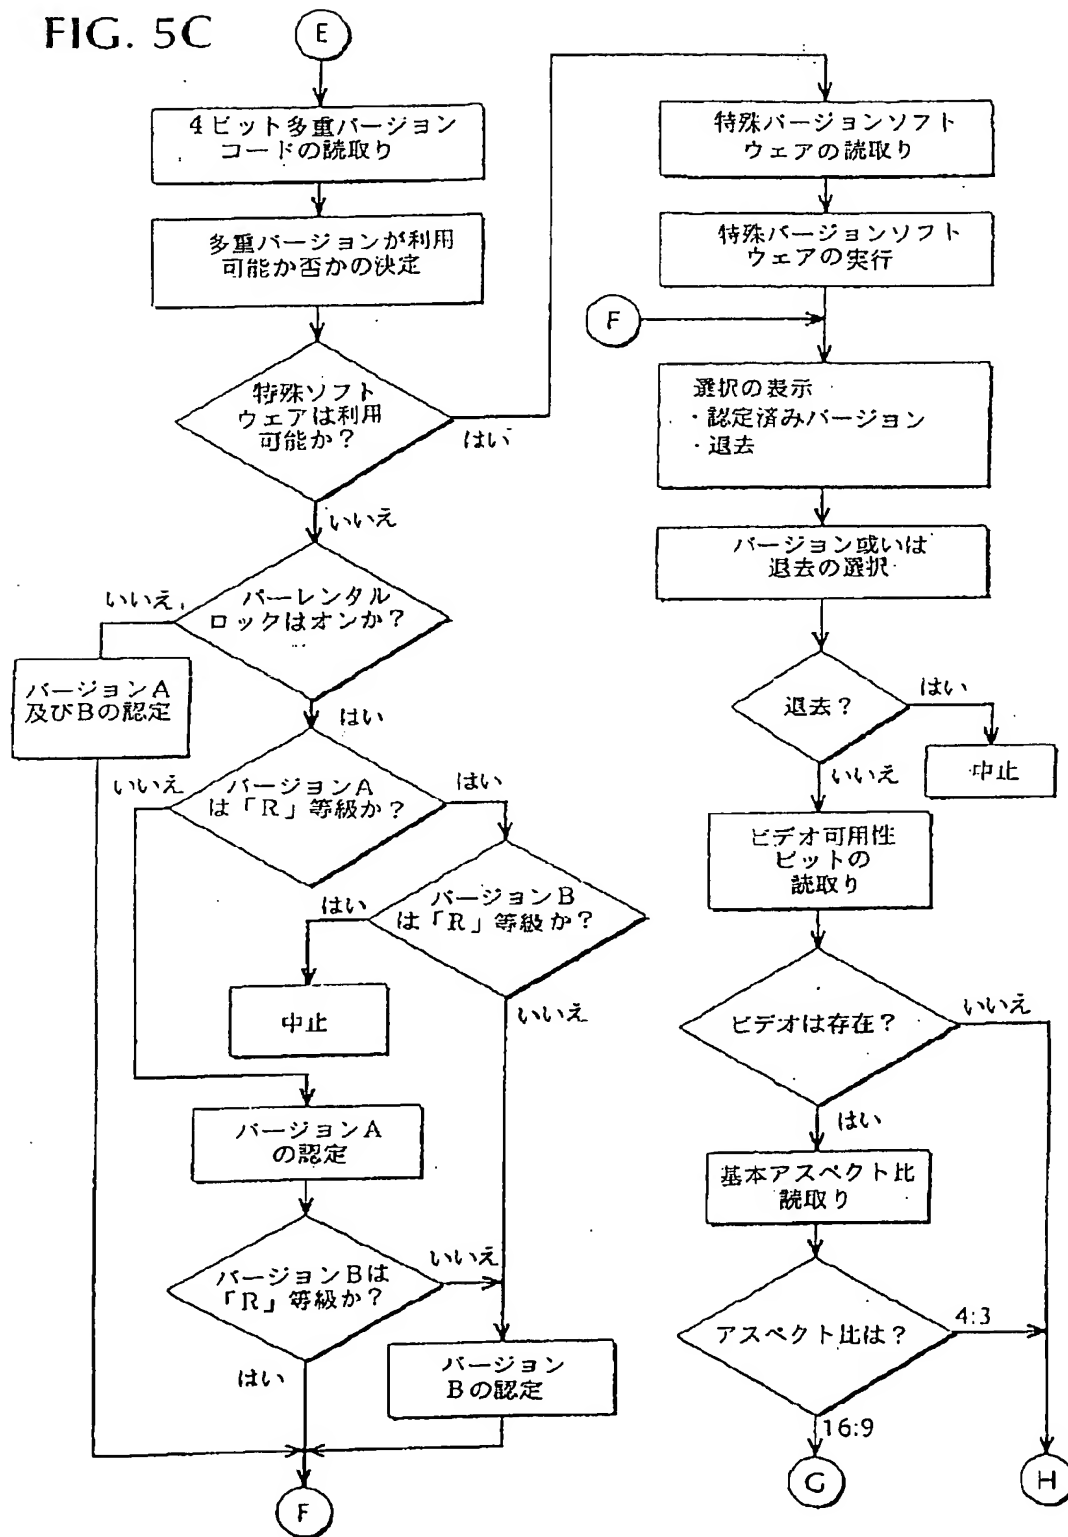 FIG. 5C
E
4ビット多重バージョン
コードの読取り
多重バージョンが利用
可能か否かの決定
特殊ソフト
ウェアは利用
可能か?
はい
いいえ
パーレンタル
ロックはオンか?
いいえ
バージョンA
及びBの認定
はい
バージョンA
は「R」等級か?
いいえ
はい
バージョンB
は「R」等級か?
はい
中止
いいえ
バージョンA
の認定
バージョンBは
「R」等級か?
いいえ
はい
バージョン
Bの認定
F
特殊バージョンソフト
ウェアの読取り
特殊バージョンソフト
ウェアの実行
F
選択の表示
・認定済みバージョン
・退去
バージョン或いは
退去の選択
退去?
はい
中止
いいえ
ビデオ可用性
ビットの
読取り
ビデオは存在?
いいえ
はい
基本アスペクト比
読取り
アスペクト比は?
4:3
16:9
G
H